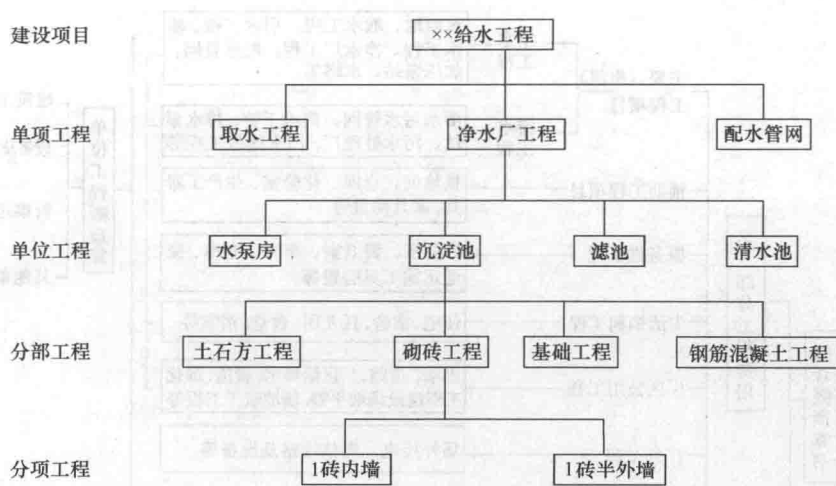 建设项目 ××给水工程
单项工程 取水工程 净水厂工程 配水管网
单位工程 水泵房 沉淀池 滤池 清水池
分部工程 土石方工程 砌砖工程 基础工程 钢筋混凝土工程
分项工程 1砖内墙 1砖半外墙